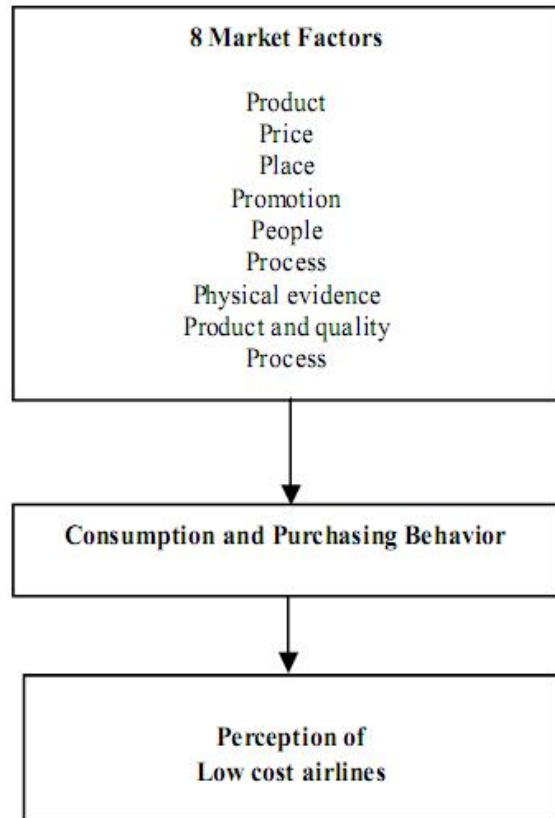 8 Market Factors
Product
Price
Place
Promotion
People
Process
Physical evidence
Product and quality
Process
Consumption and Purchasing Behavior
Perception of
Low cost airlines